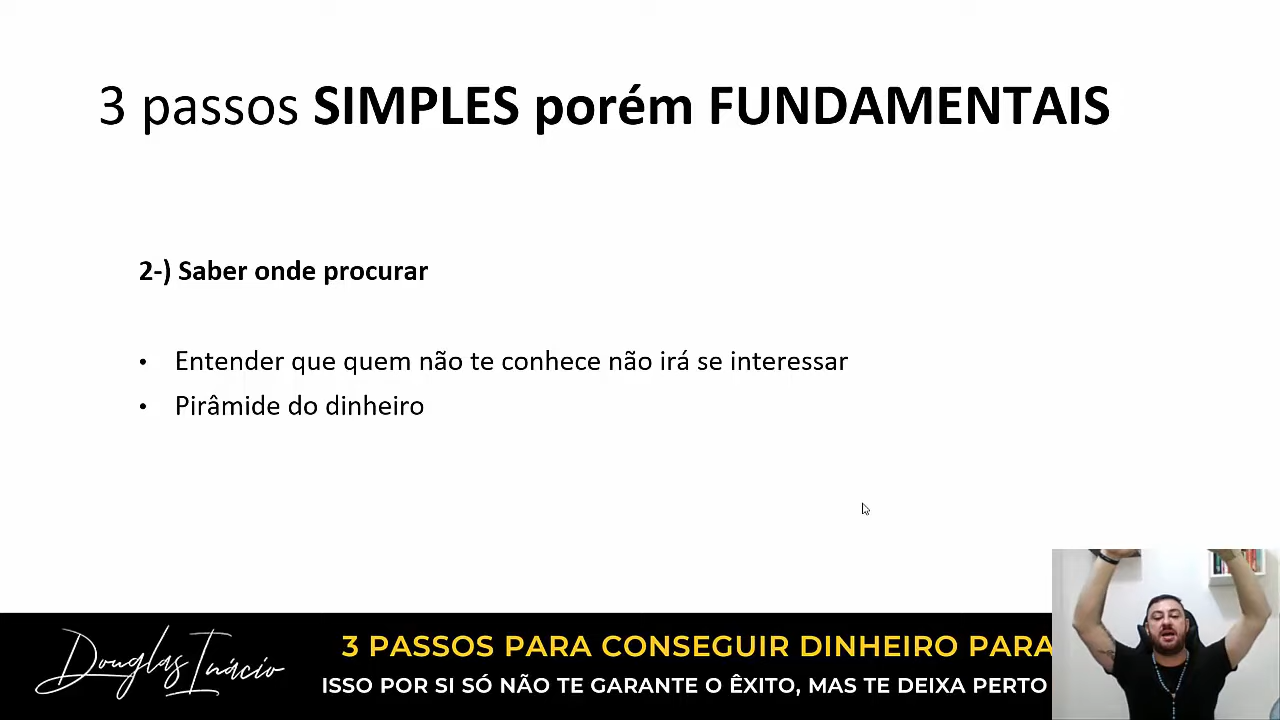 3 passos SIMPLES porém FUNDAMENTAIS
2-) Saber onde procurar
• Entender que quem não te conhece não irá se interessar
• Pirâmide do dinheiro
Douglas Inácio
3 PASSOS PARA CONSEGUIR DINHEIRO PARA
ISSO POR SI SÓ NÃO TE GARANTE O ÊXITO, MAS TE DEIXA PERTO